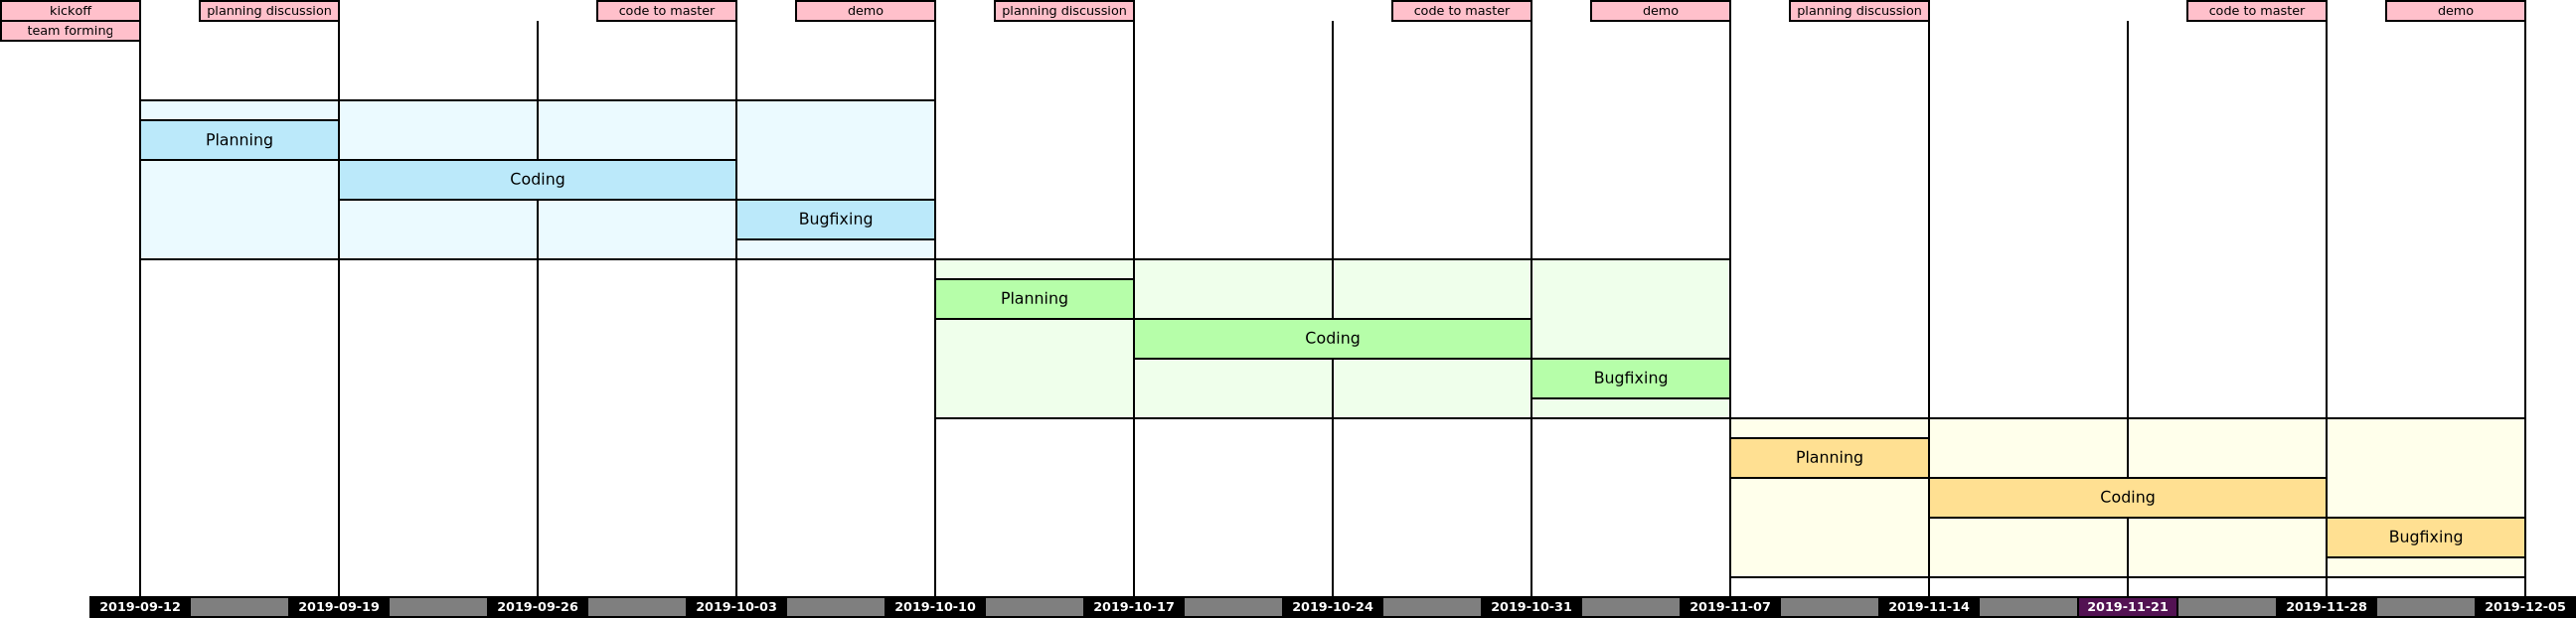 kickoff
planning discussion
code to master
demo
planning discussion
code to master
demo
planning discussion
code to master
demo
team forming
Planning
Coding
Bugfixing
Planning
Coding
Bugfixing
Planning
Coding
Bugfixing
2019-09-12
2019-09-19
2019-09-26
2019-10-03
2019-10-10
2019-10-17
2019-10-24
2019-10-31
2019-11-07
2019-11-14
2019-11-21
2019-11-28
2019-12-05